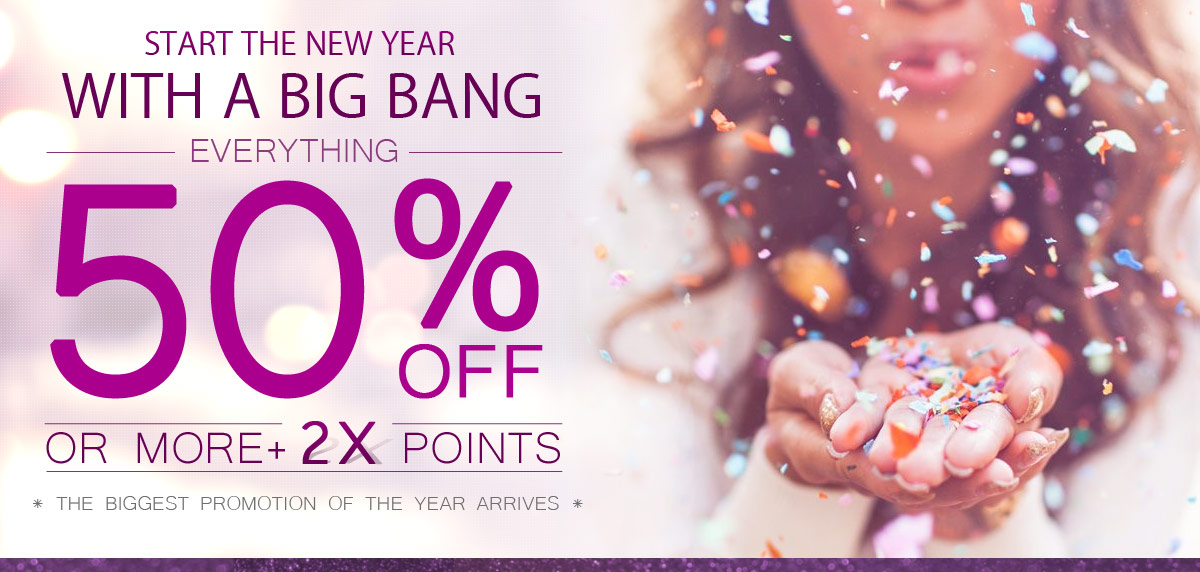 START THE NEW YEAR
WITH A BIG BANG
EVERYTHING
50%
OFF
OR MORE+ 2X POINTS
* THE BIGGEST PROMOTION OF THE YEAR ARRIVES *